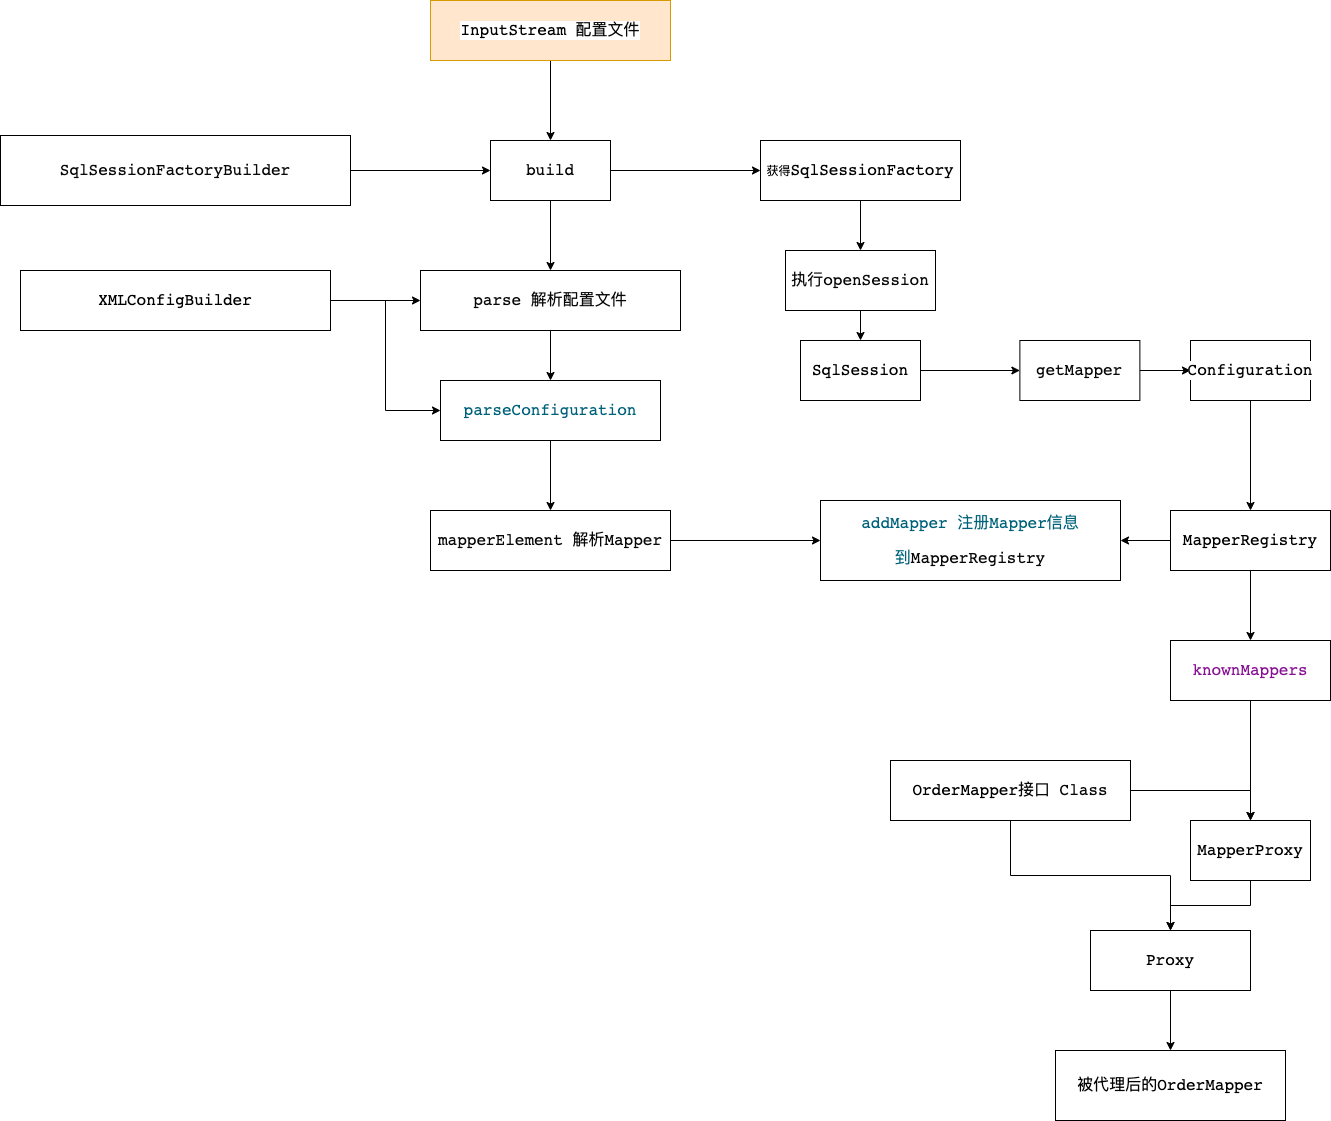 InputStream 配置文件
SqlSessionFactoryBuilder
build
获得SqlSessionFactory
执行openSession
XMLConfigBuilder
parse 解析配置文件
SqlSession
getMapper
Configuration
parseConfiguration
mapperElement 解析Mapper
addMapper 注册Mapper信息
到MapperRegistry
MapperRegistry
knownMappers
OrderMapper接口 Class
MapperProxy
Proxy
被代理后的OrderMapper